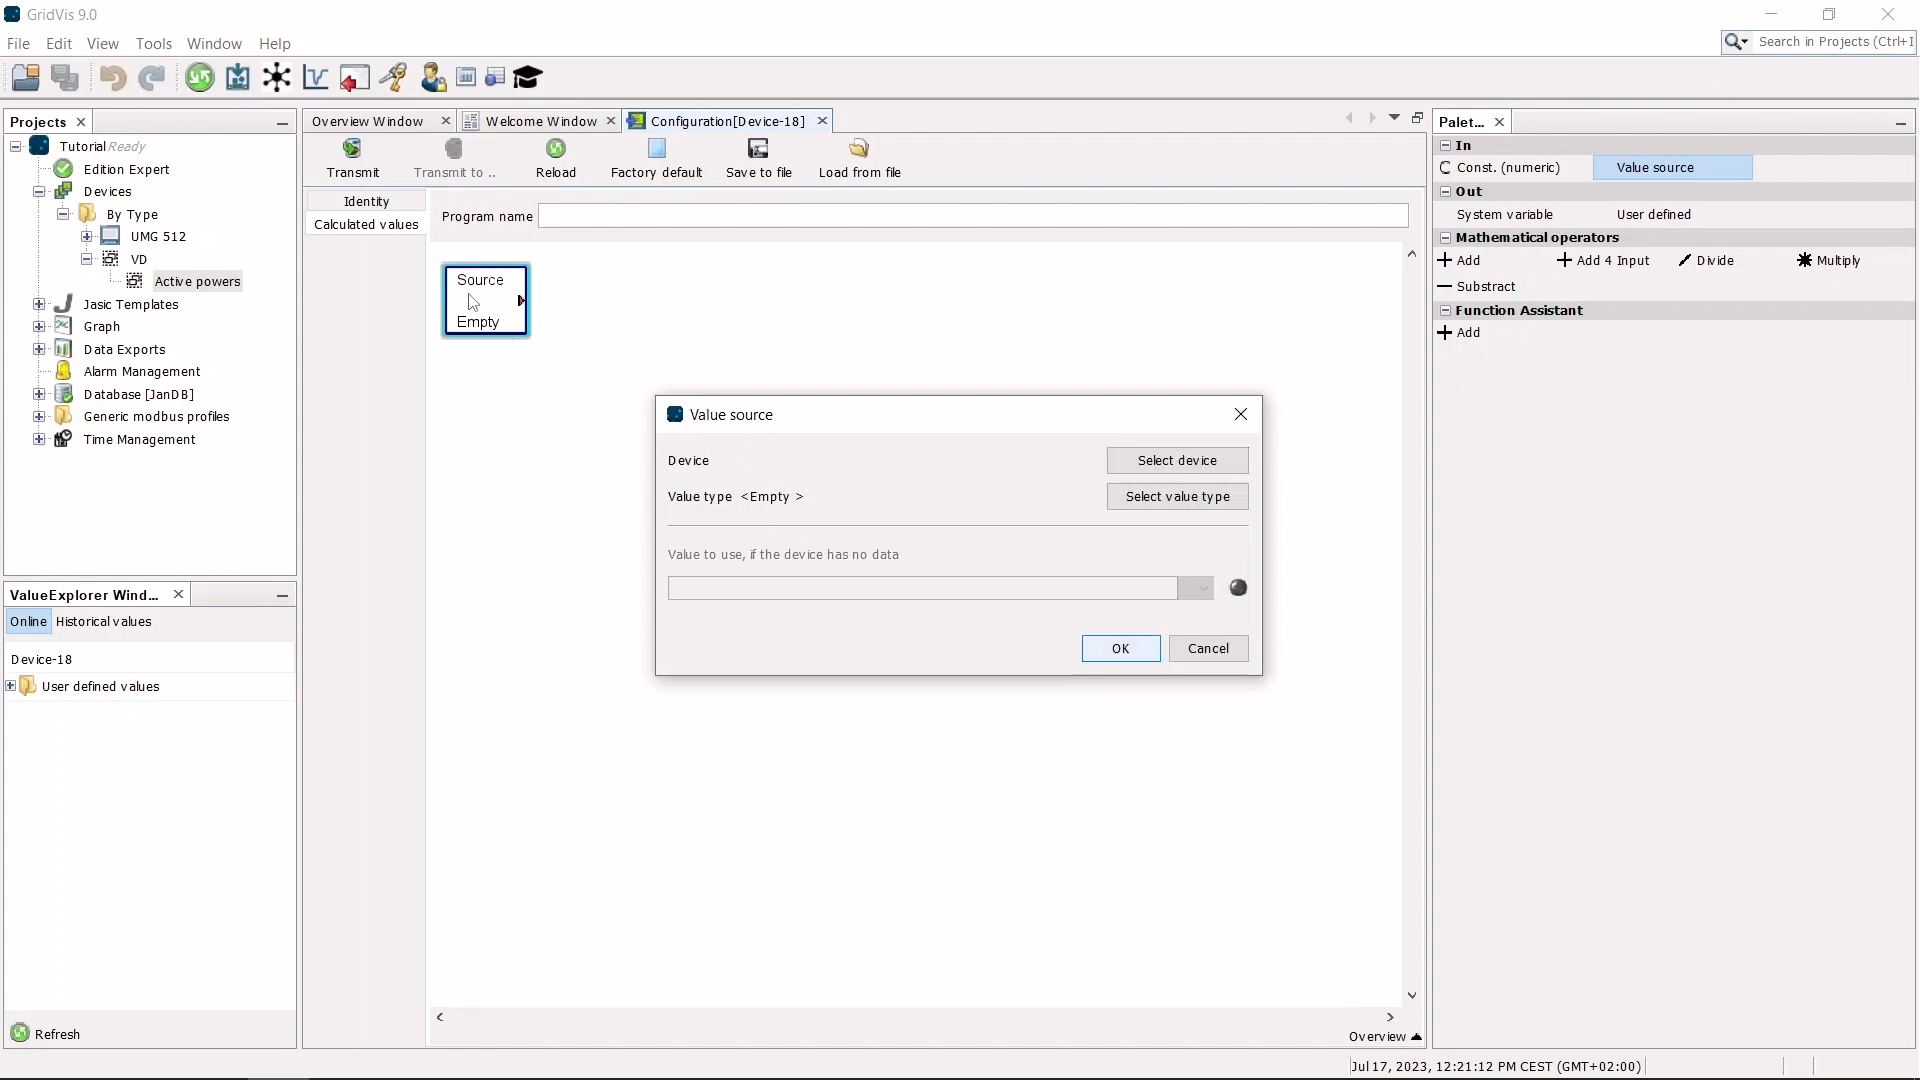 GridVis 9.0
File Edit View Tools Window Help
Search in Projects (Ctrl+I
Projects
Tutorial Ready
Edition Expert
Devices
By Type
UMG 512
VD
Active powers
Jasic Templates
Graph
Data Exports
Alarm Management
Database [JanDB]
Generic modbus profiles
Time Management
ValueExplorer Wind...
Online Historical values
Device-18
User defined values
Refresh
Overview Window Welcome Window Configuration[Device-18]
Transmit Transmit to .. Reload Factory default Save to file Load from file
Identity
Calculated values
Program name
Source
Empty
Value source
Device Select device
Value type <Empty > Select value type
Value to use, if the device has no data
OK Cancel
Overview
Palet...
In
Const. (numeric) Value source
Out
System variable User defined
Mathematical operators
Add Add 4 Input Divide Multiply
Substract
Function Assistant
Add
Jul 17, 2023, 12:21:12 PM CEST (GMT+02:00)